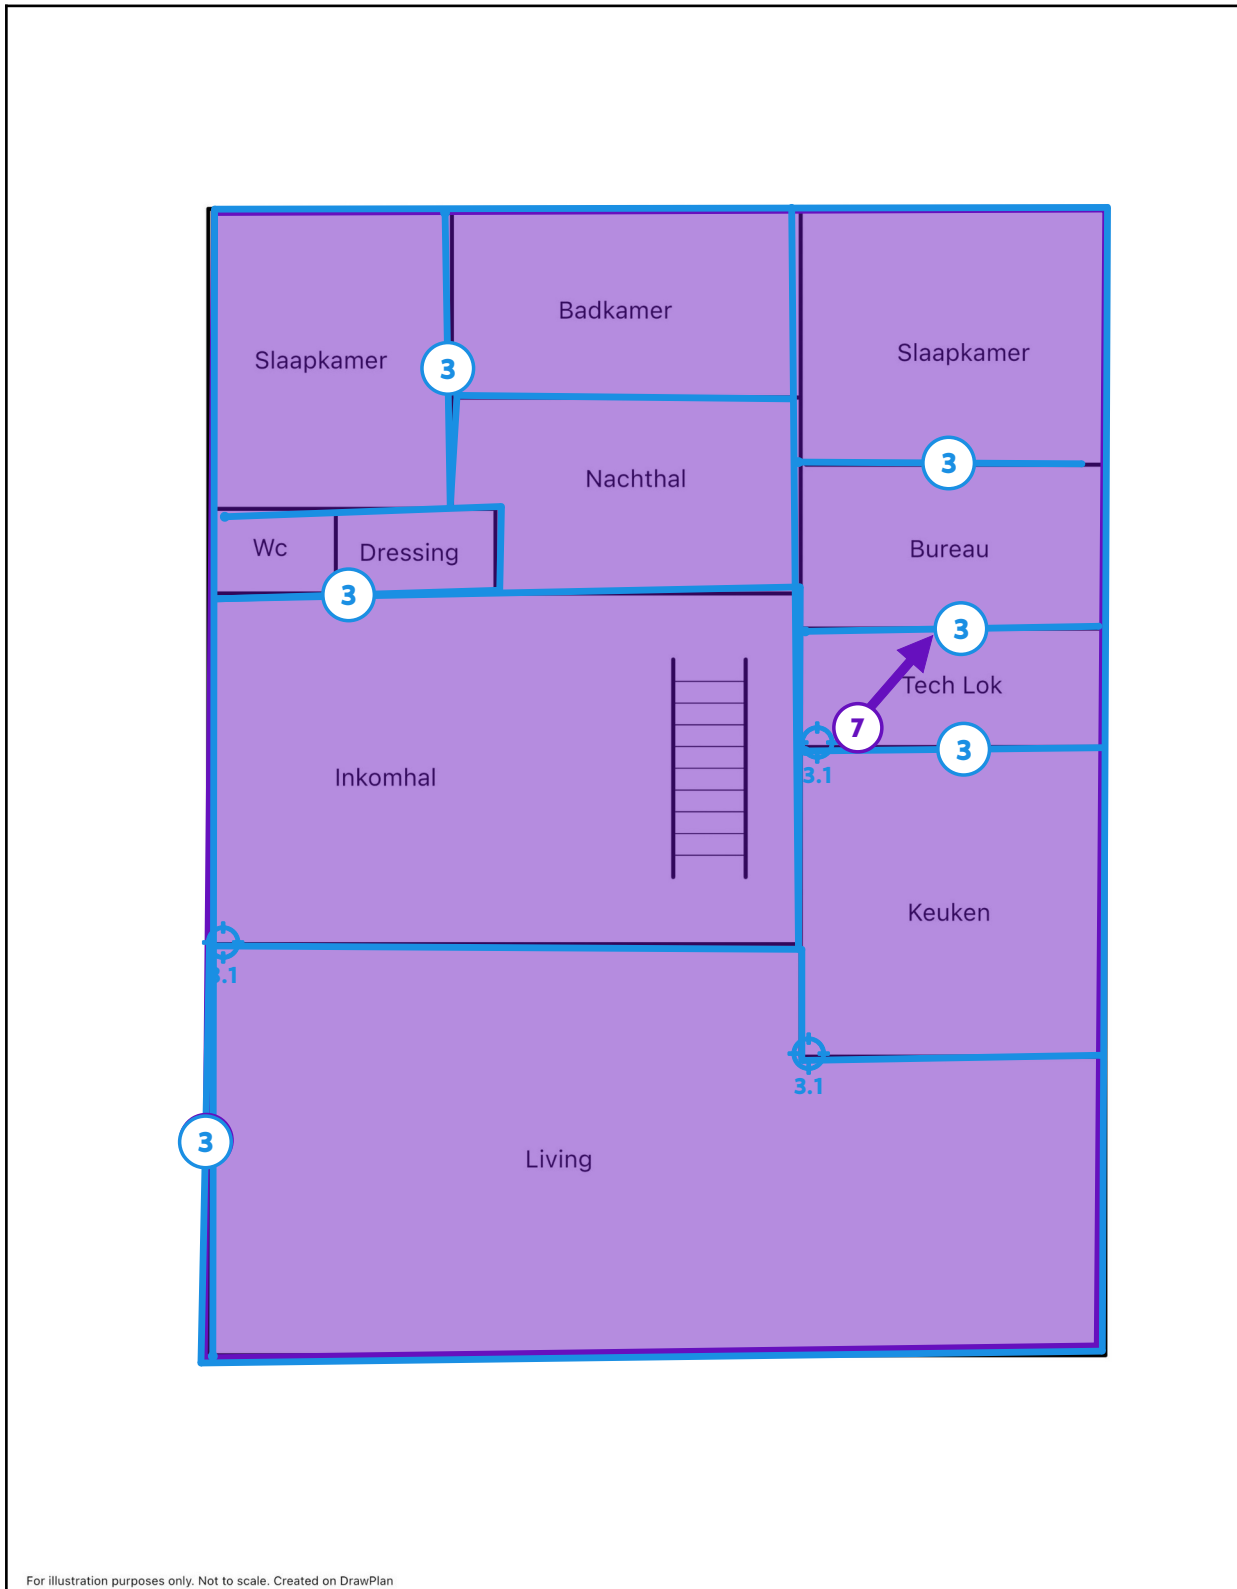 Badkamer
Slaapkamer
Slaapkamer
3
3
Nachthal
Wc
Dressing
Bureau
3
3
Tech Lok
7
3
3.1
Inkomhal
Keuken
3.1
3.1
3
Living
For illustration purposes only. Not to scale. Created on DrawPlan